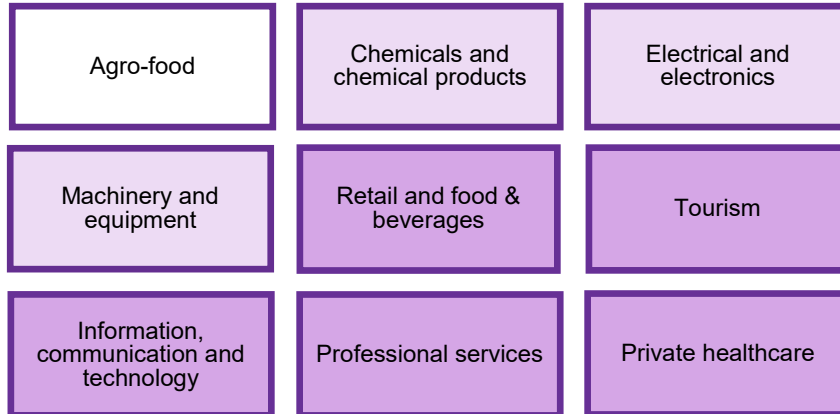 Agro-food
Chemicals and
chemical products
Electrical and
electronics
Machinery and
equipment
Retail and food &
beverages
Tourism
Information,
communication and
technology
Professional services
Private healthcare